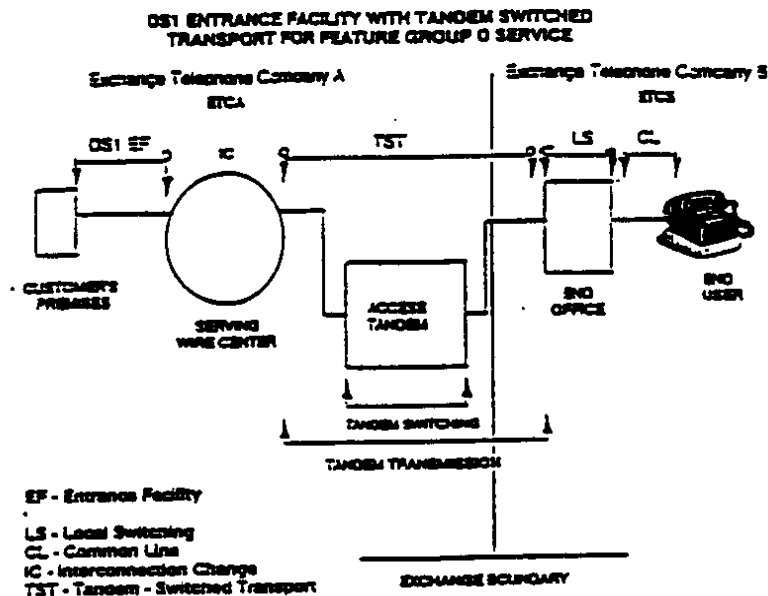 DS1 ENTRANCE FACILITY WITH TANDEM SWITCHED
TRANSPORT FOR FEATURE GROUP D SERVICE
Exchange Telephone Company A
ETCA
Exchange Telephone Company B
ETCB
DS1 EF
IC
TST
LS
CL
CUSTOMER'S
PREMISES
SERVING
WIRE CENTER
ACCESS
TANDEM
END
OFFICE
END
USER
TANDEM SWITCHING
TANDEM TRANSMISSION
EF - Entrance Facility
LS - Local Switching
CL - Common Line
IC - Interconnection Change
TST - Tandem - Switched Transport
EXCHANGE BOUNDARY